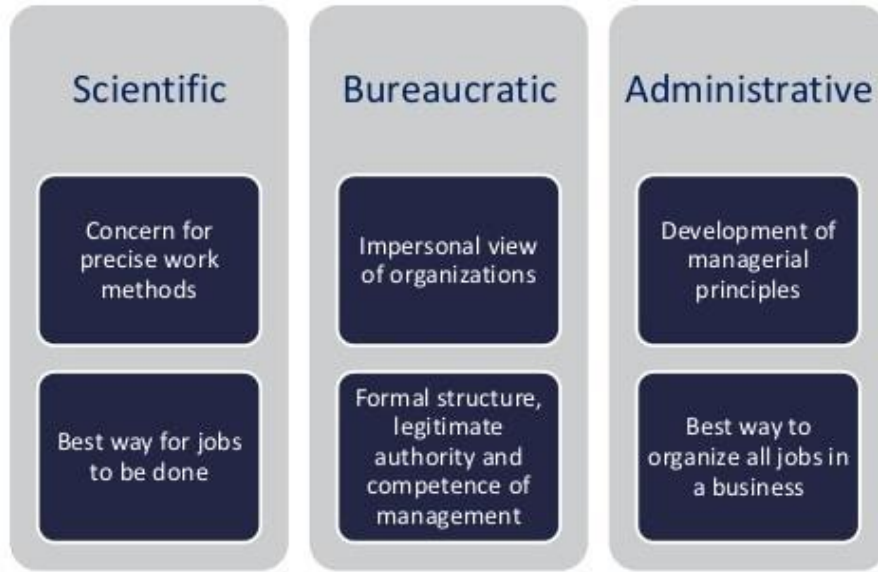 Scientific
Concern for
precise work
methods
Best way for jobs
to be done
Bureaucratic
Impersonal view
of organizations
Formal structure,
legitimate
authority and
competence of
management
Administrative
Development of
managerial
principles
Best way to
organize all jobs in
a business